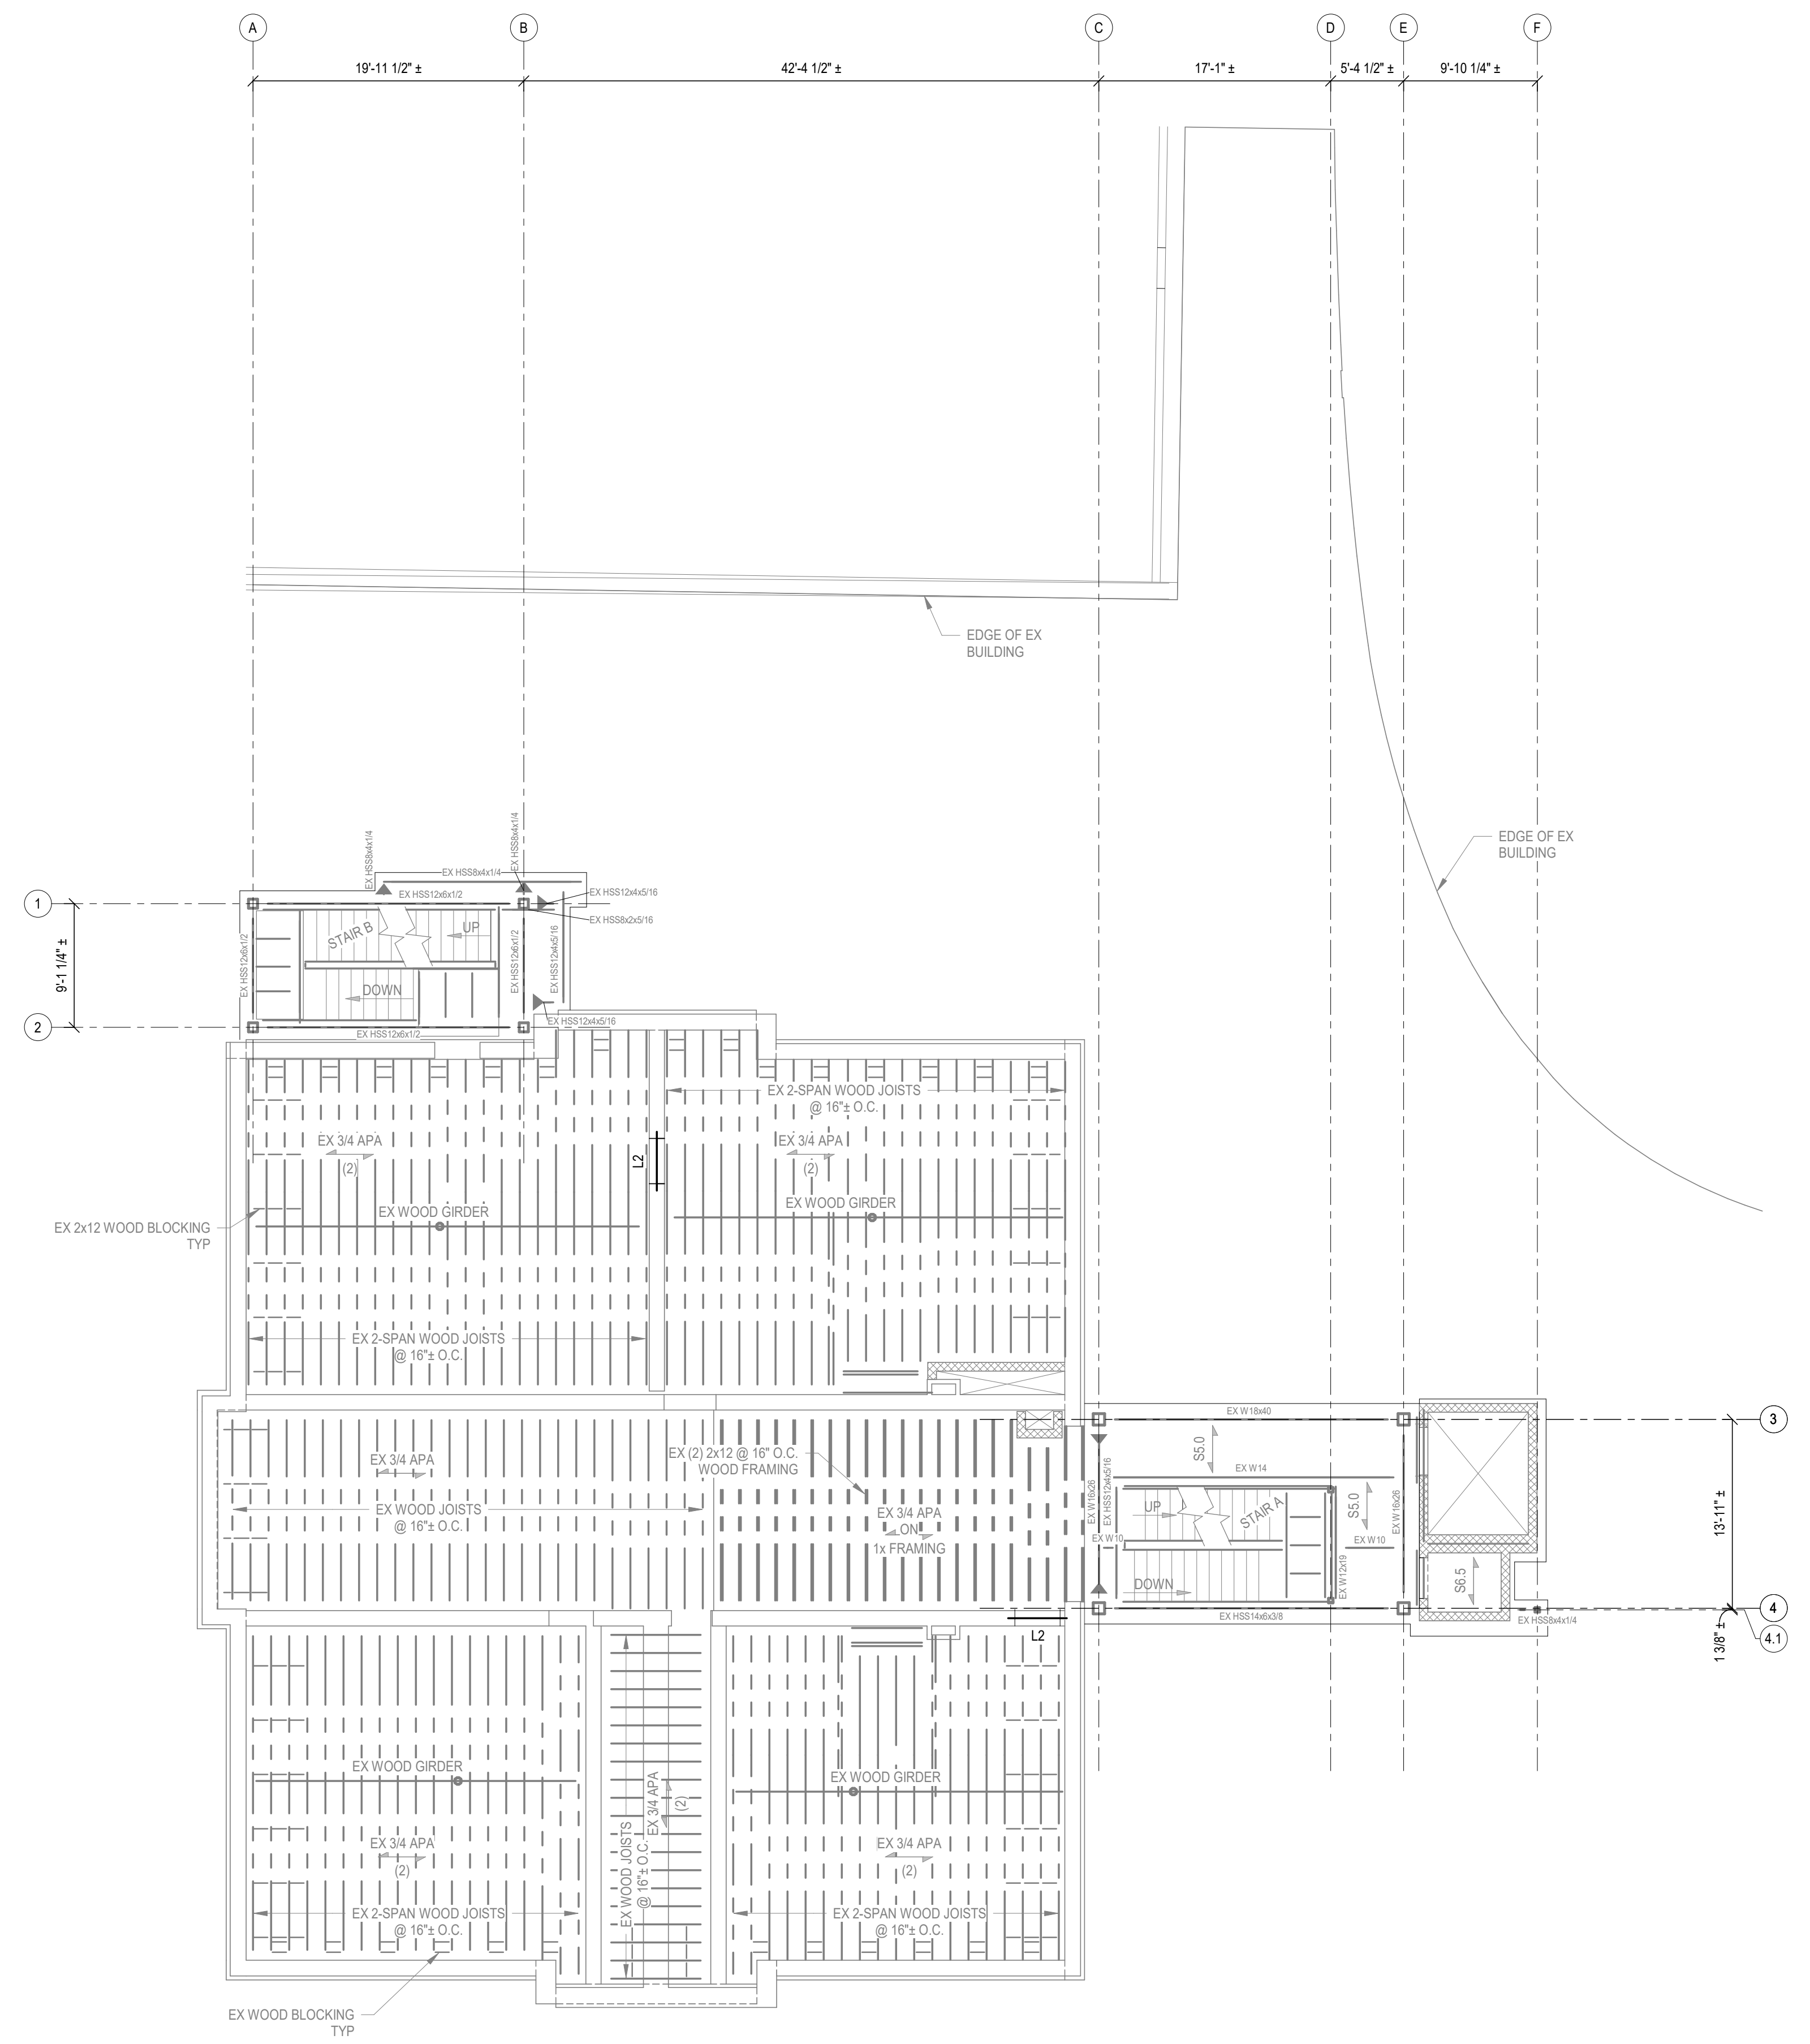 A
B
C
D
E
F
19'-11 1/2" ±
42'-4 1/2" ±
17'-1" ±
5'-4 1/2" ±
9'-10 1/4" ±
EDGE OF EX
BUILDING
EDGE OF EX
BUILDING
EX HSS8x4x1/4
EX HSS8x4x1/4
EX HSS8x4x1/4
EX HSS12x6x1/2
EX HSS12x4x5/16
EX HSS8x2x5/16
1
9'-1 1/4" ±
2
EX HSS12x6x1/2
STAIR B
UP
DOWN
EX HSS12x6x1/2
EX HSS12x4x5/16
EX HSS12x4x5/16
EX HSS12x6x1/2
EX 2-SPAN WOOD JOISTS
@ 16"± O.C.
EX 3/4 APA
(2)
EX 3/4 APA
(2)
L2
EX WOOD GIRDER
EX WOOD GIRDER
EX 2x12 WOOD BLOCKING
TYP
EX 2-SPAN WOOD JOISTS
@ 16"± O.C.
EX W18x40
3
S5.0
EX 3/4 APA
EX (2) 2x12 @ 16" O.C.
WOOD FRAMING
EX W14
EX WOOD JOISTS
@ 16"± O.C.
EX 3/4 APA
ON
1x FRAMING
EX W16x26
EX HSS12x4x5/16
EX W10
UP
STAIR A
DOWN
S5.0
EX W10
EX W12x19
EX W16x26
S6.5
13'-11" ±
4
EX HSS14x6x3/8
EX HSS8x4x1/4
4.1
1 3/8" ±
L2
EX WOOD GIRDER
EX WOOD GIRDER
EX 3/4 APA
(2)
EX WOOD JOISTS
@ 16"± O.C.
EX 3/4 APA
(2)
EX 3/4 APA
(2)
EX 2-SPAN WOOD JOISTS
@ 16"± O.C.
EX 2-SPAN WOOD JOISTS
@ 16"± O.C.
EX WOOD BLOCKING
TYP